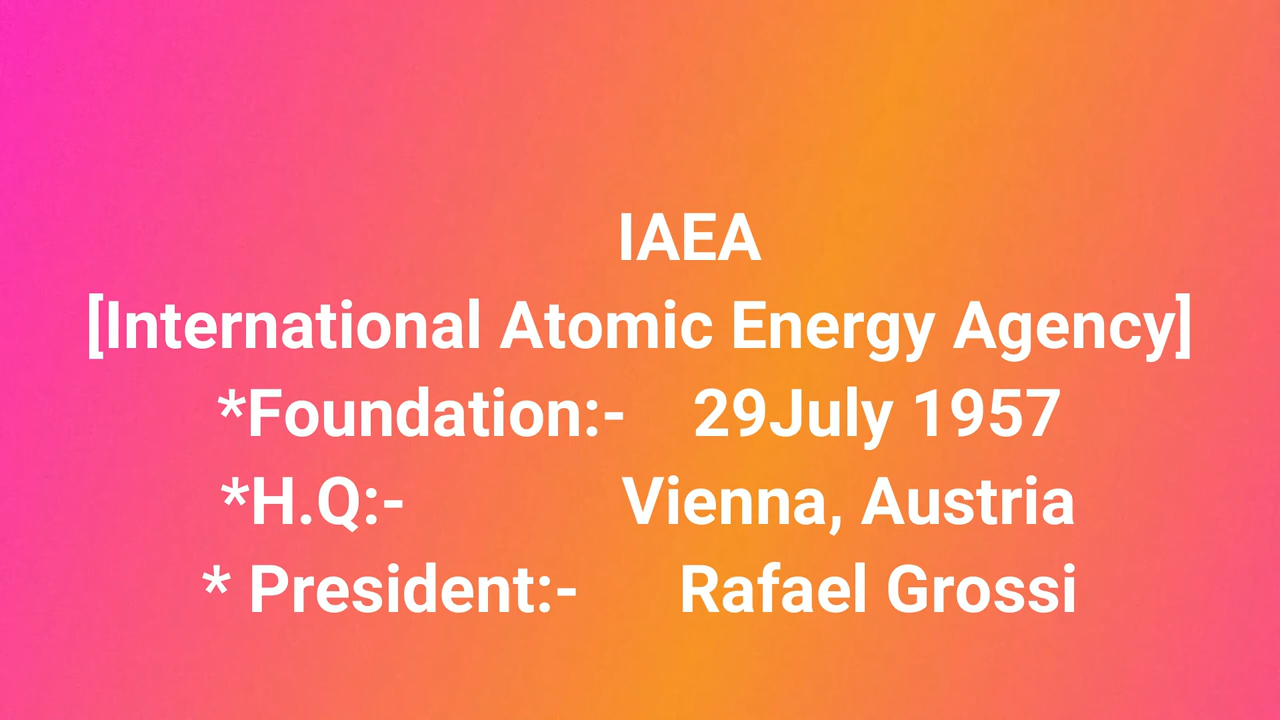 IAEA
[International Atomic Energy Agency]
*Foundation:- 29July 1957
*H.Q:- Vienna, Austria
* President:- Rafael Grossi